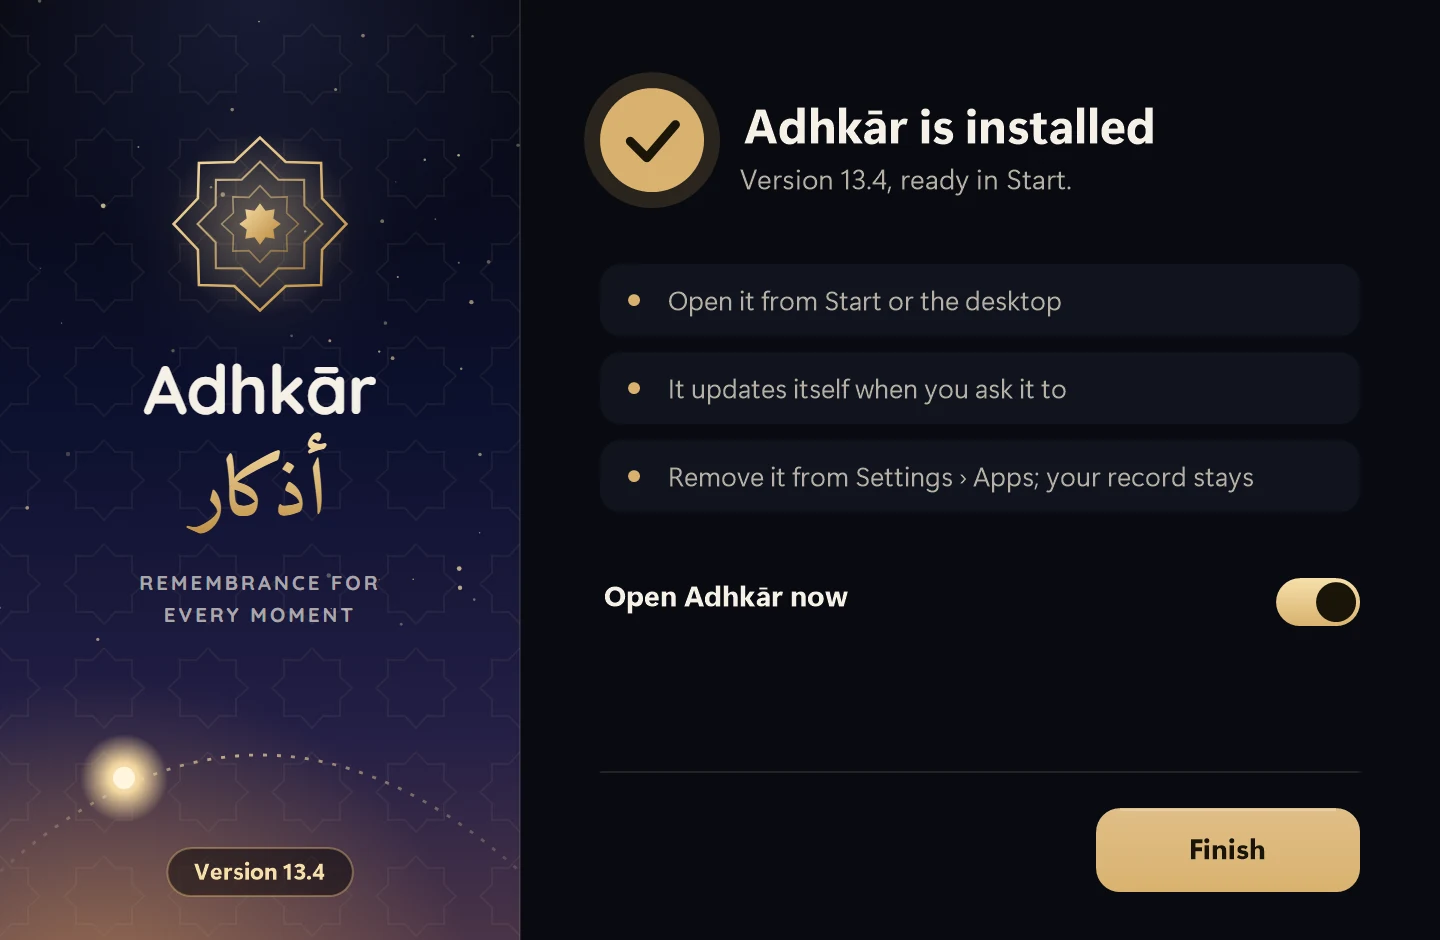 Adhkār
أذكار
REMEMBRANCE FOR
EVERY MOMENT
Version 13.4
Adhkār is installed
Version 13.4, ready in Start.
Open it from Start or the desktop
It updates itself when you ask it to
Remove it from Settings › Apps; your record stays
Open Adhkār now
Finish